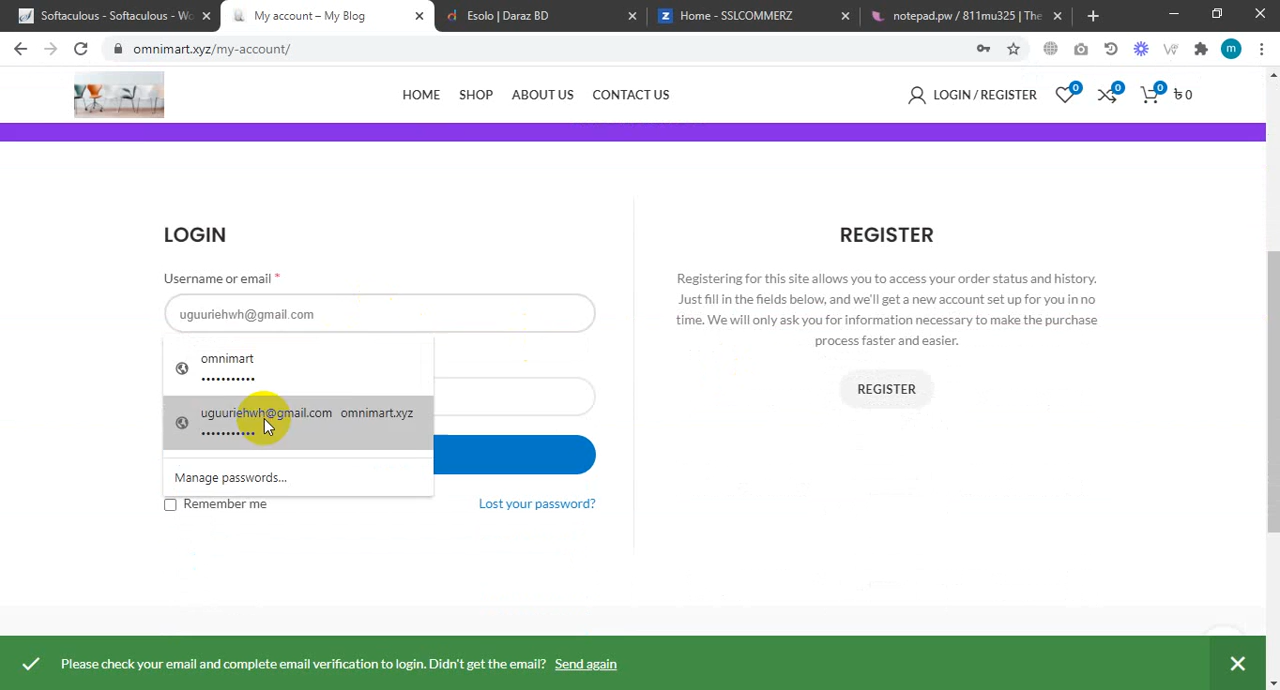 Softaculous - Softaculous - Wo
My account – My Blog
Esolo | Daraz BD
Home - SSLCOMMERZ
notepad.pw / 811mu325 | The
omnimart.xyz/my-account/
m
HOME SHOP ABOUT US CONTACT US
LOGIN / REGISTER
0
0
0
৳ 0
LOGIN
Username or email *
uguuriehwh@gmail.com
omnimart
•••••••••••
uguuriehwh@gmail.com omnimart.xyz
•••••••••••
Manage passwords...
Remember me
Lost your password?
REGISTER
Registering for this site allows you to access your order status and history.
Just fill in the fields below, and we'll get a new account set up for you in no
time. We will only ask you for information necessary to make the purchase
process faster and easier.
REGISTER
Please check your email and complete email verification to login. Didn't get the email? Send again